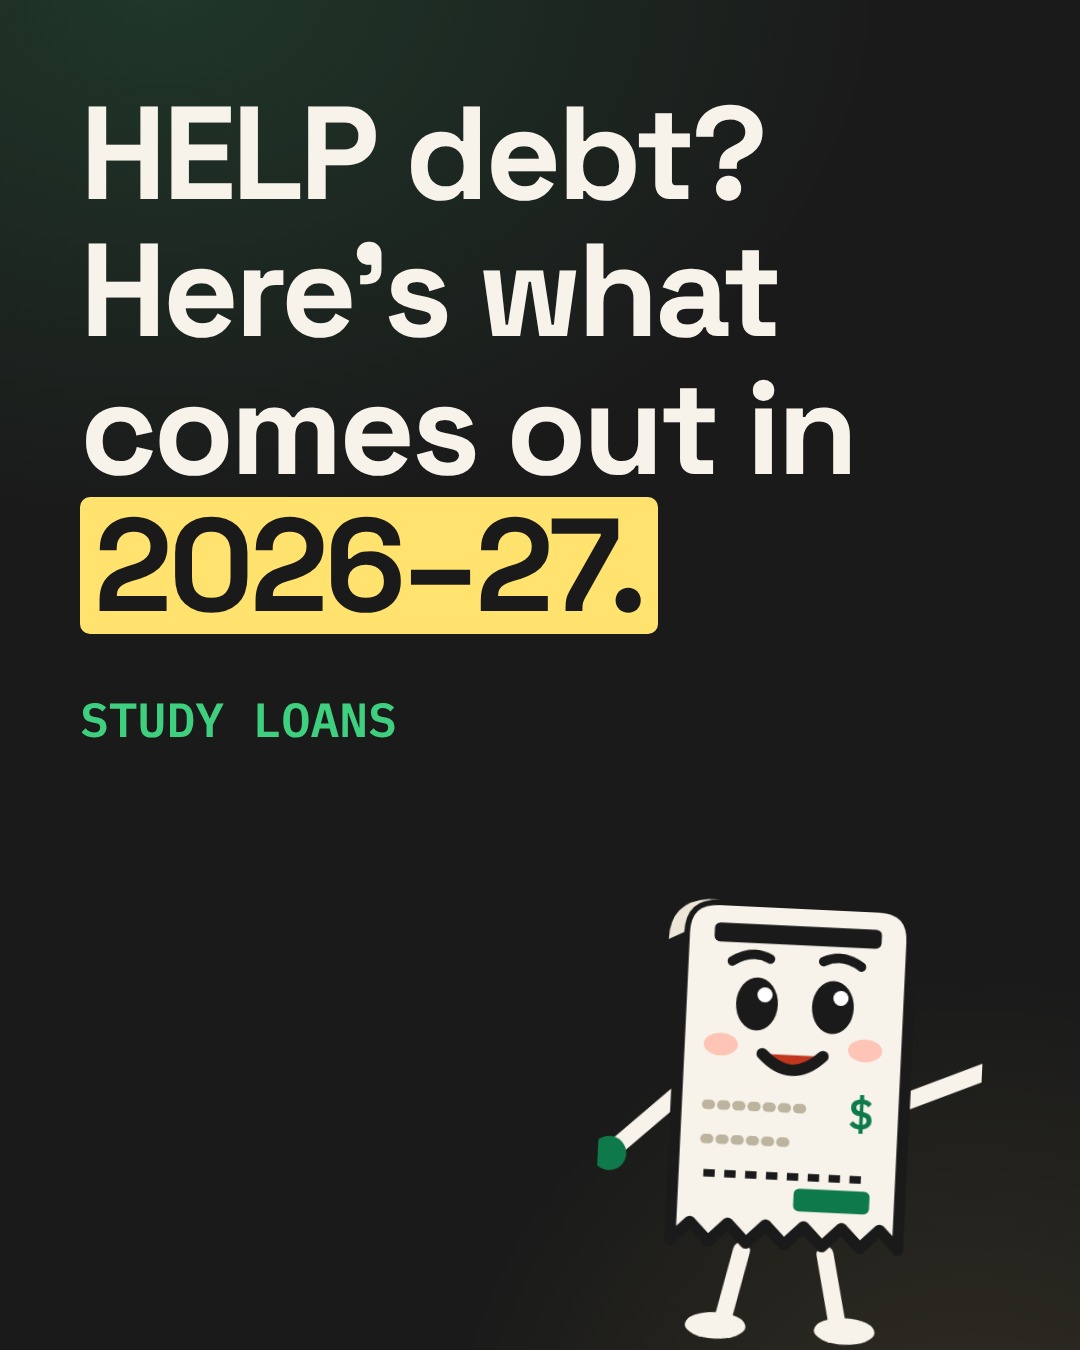 HELP debt?
Here’s what
comes out in
2026–27.
STUDY LOANS
$